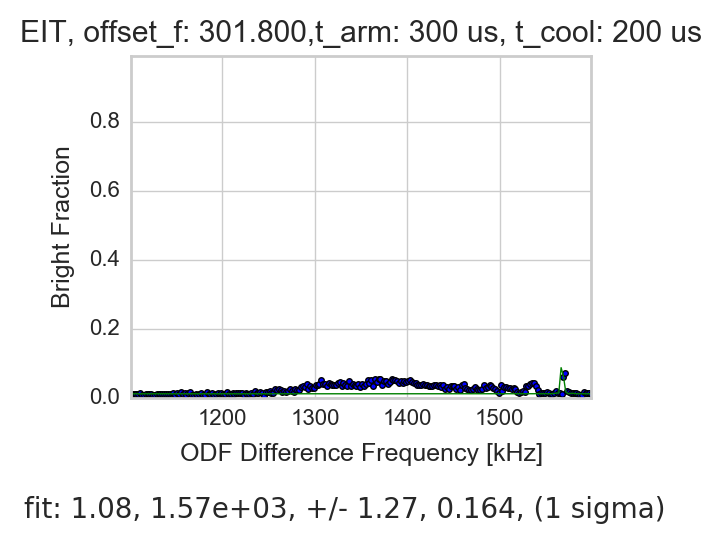 EIT, offset_f: 301.800,t_arm: 300 us, t_cool: 200 us
Bright Fraction
0.8
0.6
0.4
0.2
0.0
1200 1300 1400 1500
ODF Difference Frequency [kHz]
fit: 1.08, 1.57e+03, +/- 1.27, 0.164, (1 sigma)